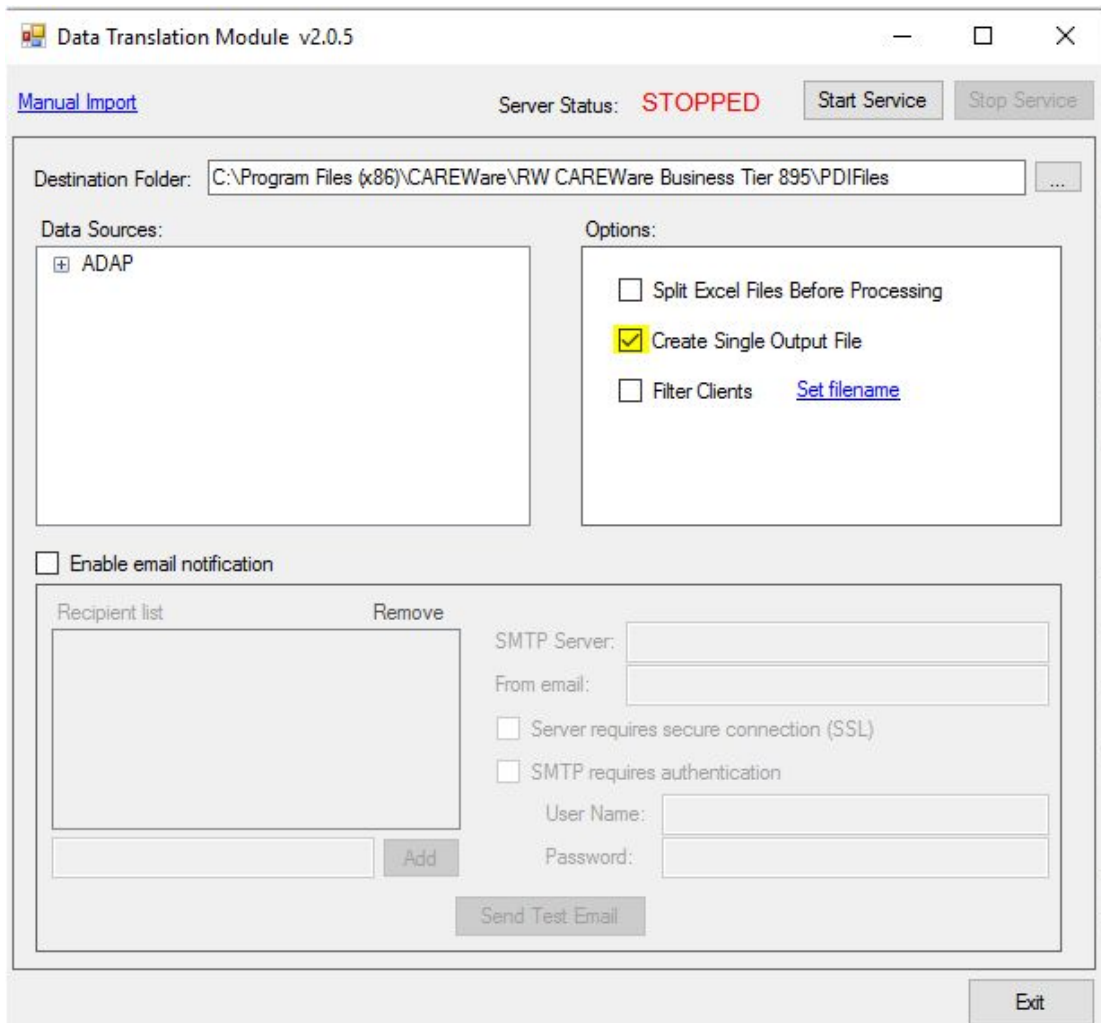 Data Translation Module v2.0.5
Manual Import Server Status: STOPPED Start Service Stop Service
Destination Folder: C:\Program Files (x86)\CAREWare\RW CAREWare Business Tier 895\PDIFiles ...
Data Sources: Options:
ADAP
Split Excel Files Before Processing
Create Single Output File
Filter Clients Set filename
Enable email notification
Recipient list Remove
SMTP Server:
From email:
Server requires secure connection (SSL)
SMTP requires authentication
User Name:
Add Password:
Send Test Email
Exit